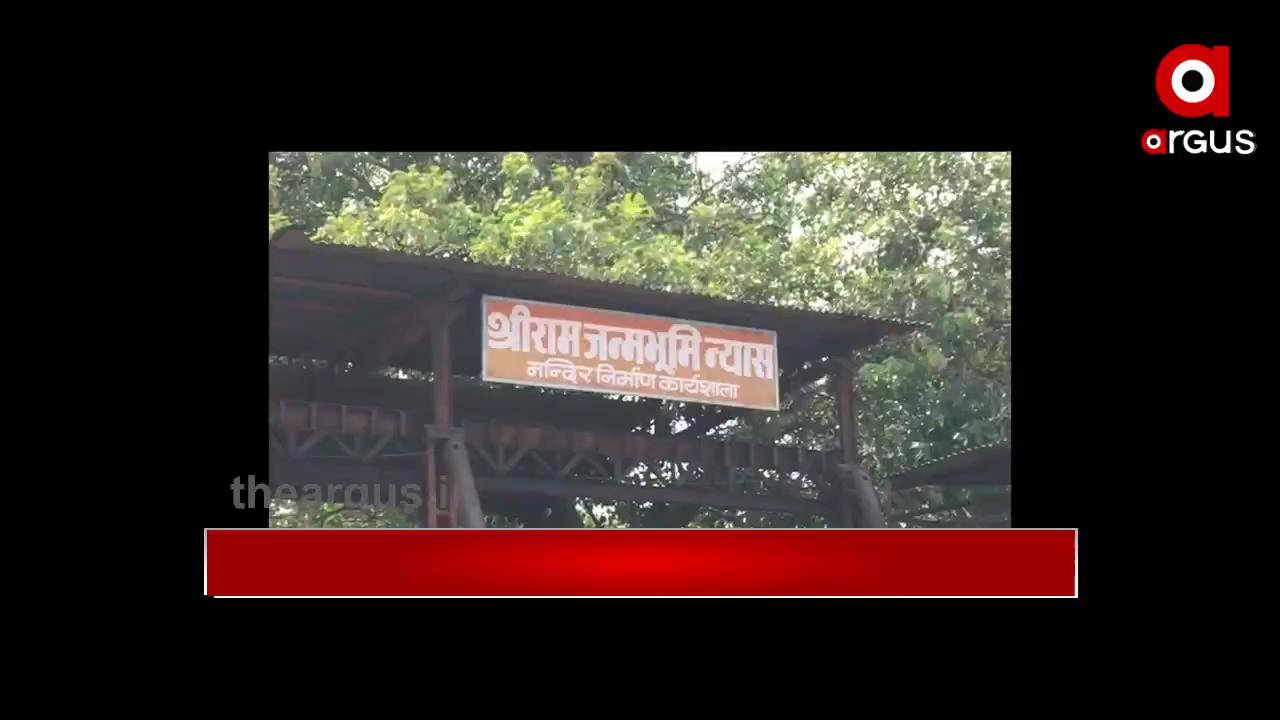 argus
श्रीराम जन्मभूमि न्यास
मन्दिर निर्माण कार्यशाला
theargus.i